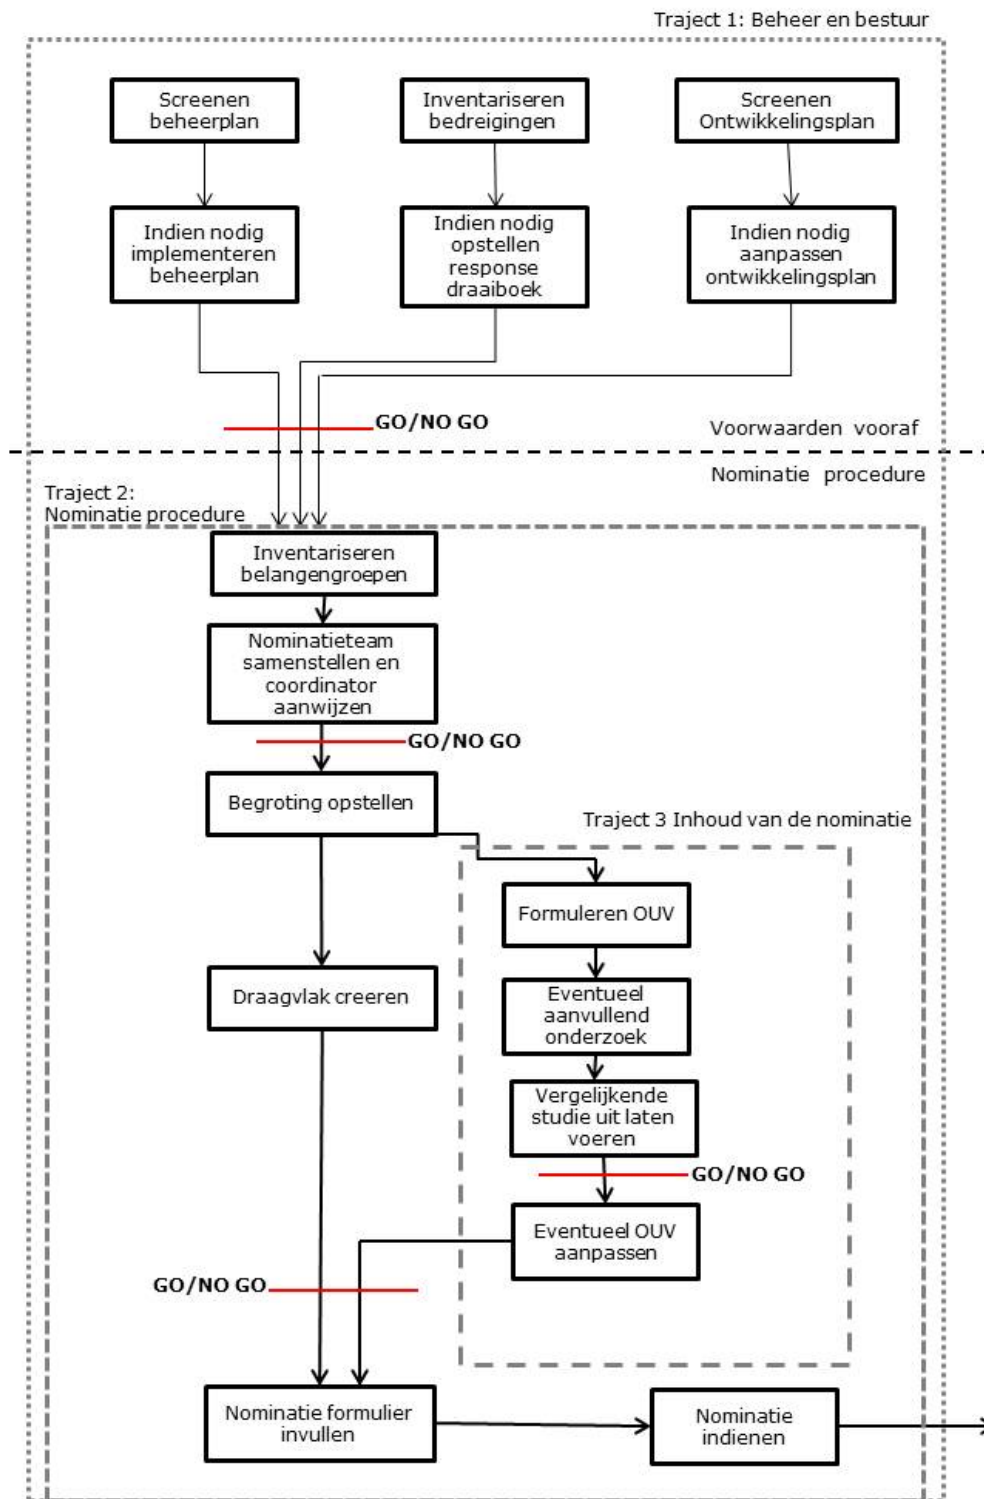 Traject 1: Beheer en bestuur
Screenen
beheerplan
Inventariseren
bedreigingen
Screenen
Ontwikkelingsplan
Indien nodig
implementeren
beheerplan
Indien nodig
opstellen
response
draaiboek
Indien nodig
aanpassen
ontwikkelingsplan
GO/NO GO
Voorwaarden vooraf
Nominatie procedure
Traject 2:
Nominatie procedure
Inventariseren
belangengroepen
Nominatieteam
samenstellen en
coordinator
aanwijzen
GO/NO GO
Begroting opstellen
Traject 3 Inhoud van de nominatie
Formuleren OUV
Draagvlak creeren
Eventueel
aanvullend
onderzoek
Vergelijkende
studie uit laten
voeren
GO/NO GO
Eventueel OUV
aanpassen
GO/NO GO
Nominatie formulier
invullen
Nominatie
indienen